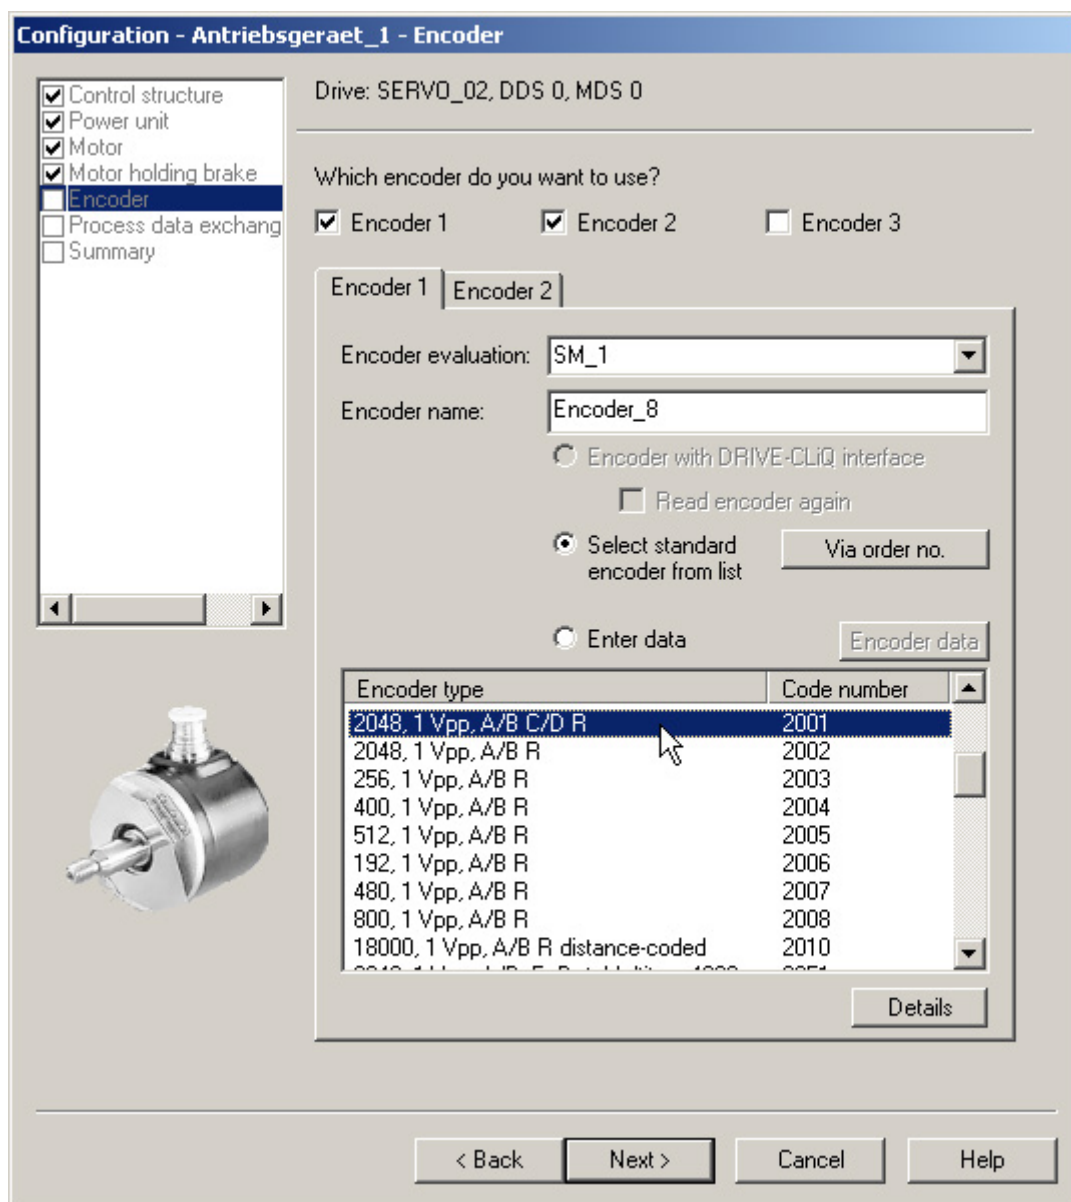 Configuration - Antriebsgeraet_1 - Encoder
Control structure
Power unit
Motor
Motor holding brake
Encoder
Process data exchang
Summary
Drive: SERVO_02, DDS 0, MDS 0
Which encoder do you want to use?
Encoder 1 Encoder 2 Encoder 3
Encoder 1 Encoder 2
Encoder evaluation: SM_1
Encoder name: Encoder_8
Encoder with DRIVE-CLiQ interface
Read encoder again
Select standard
encoder from list
Via order no.
Enter data
Encoder data
Encoder type Code number
2048, 1 Vpp, A/B C/D R 2001
2048, 1 Vpp, A/B R 2002
256, 1 Vpp, A/B R 2003
400, 1 Vpp, A/B R 2004
512, 1 Vpp, A/B R 2005
192, 1 Vpp, A/B R 2006
480, 1 Vpp, A/B R 2007
800, 1 Vpp, A/B R 2008
18000, 1 Vpp, A/B R distance-coded 2010
Details
< Back Next > Cancel Help